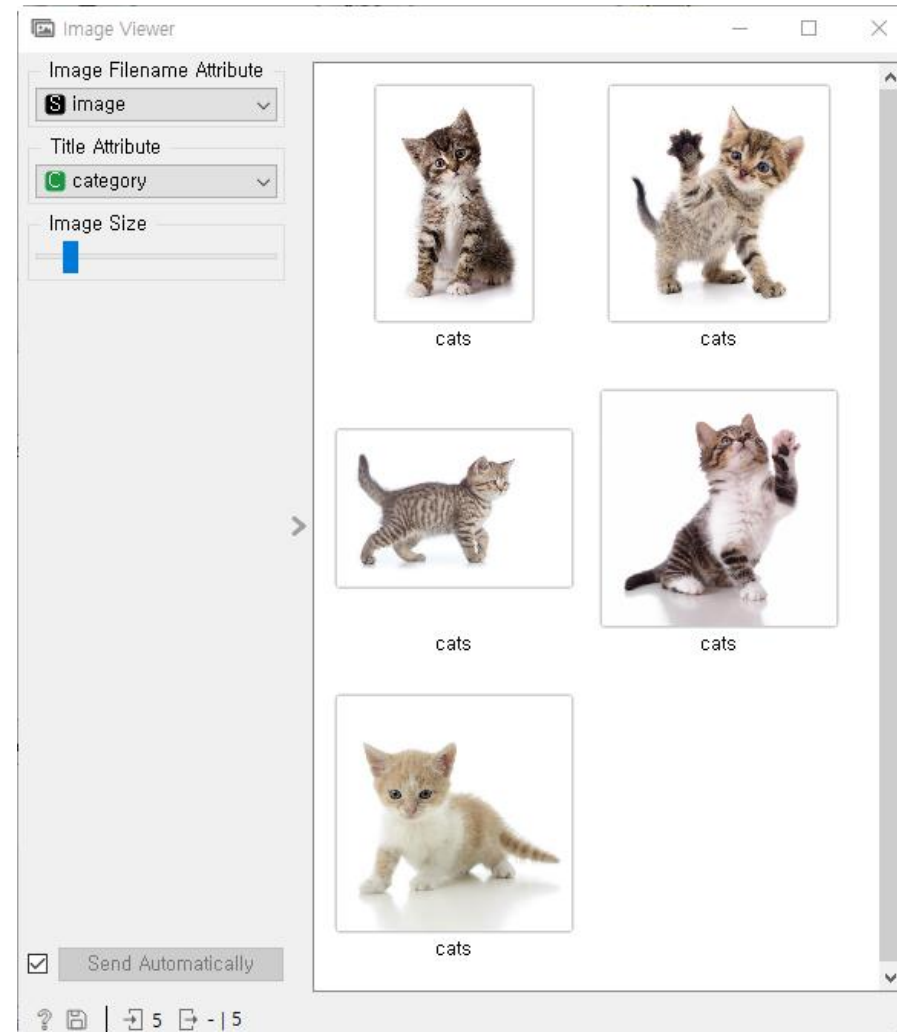 Image Viewer
Image Filename Attribute
S image
Title Attribute
C category
Image Size
cats
cats
cats
cats
cats
Send Automatically
? 5 - | 5